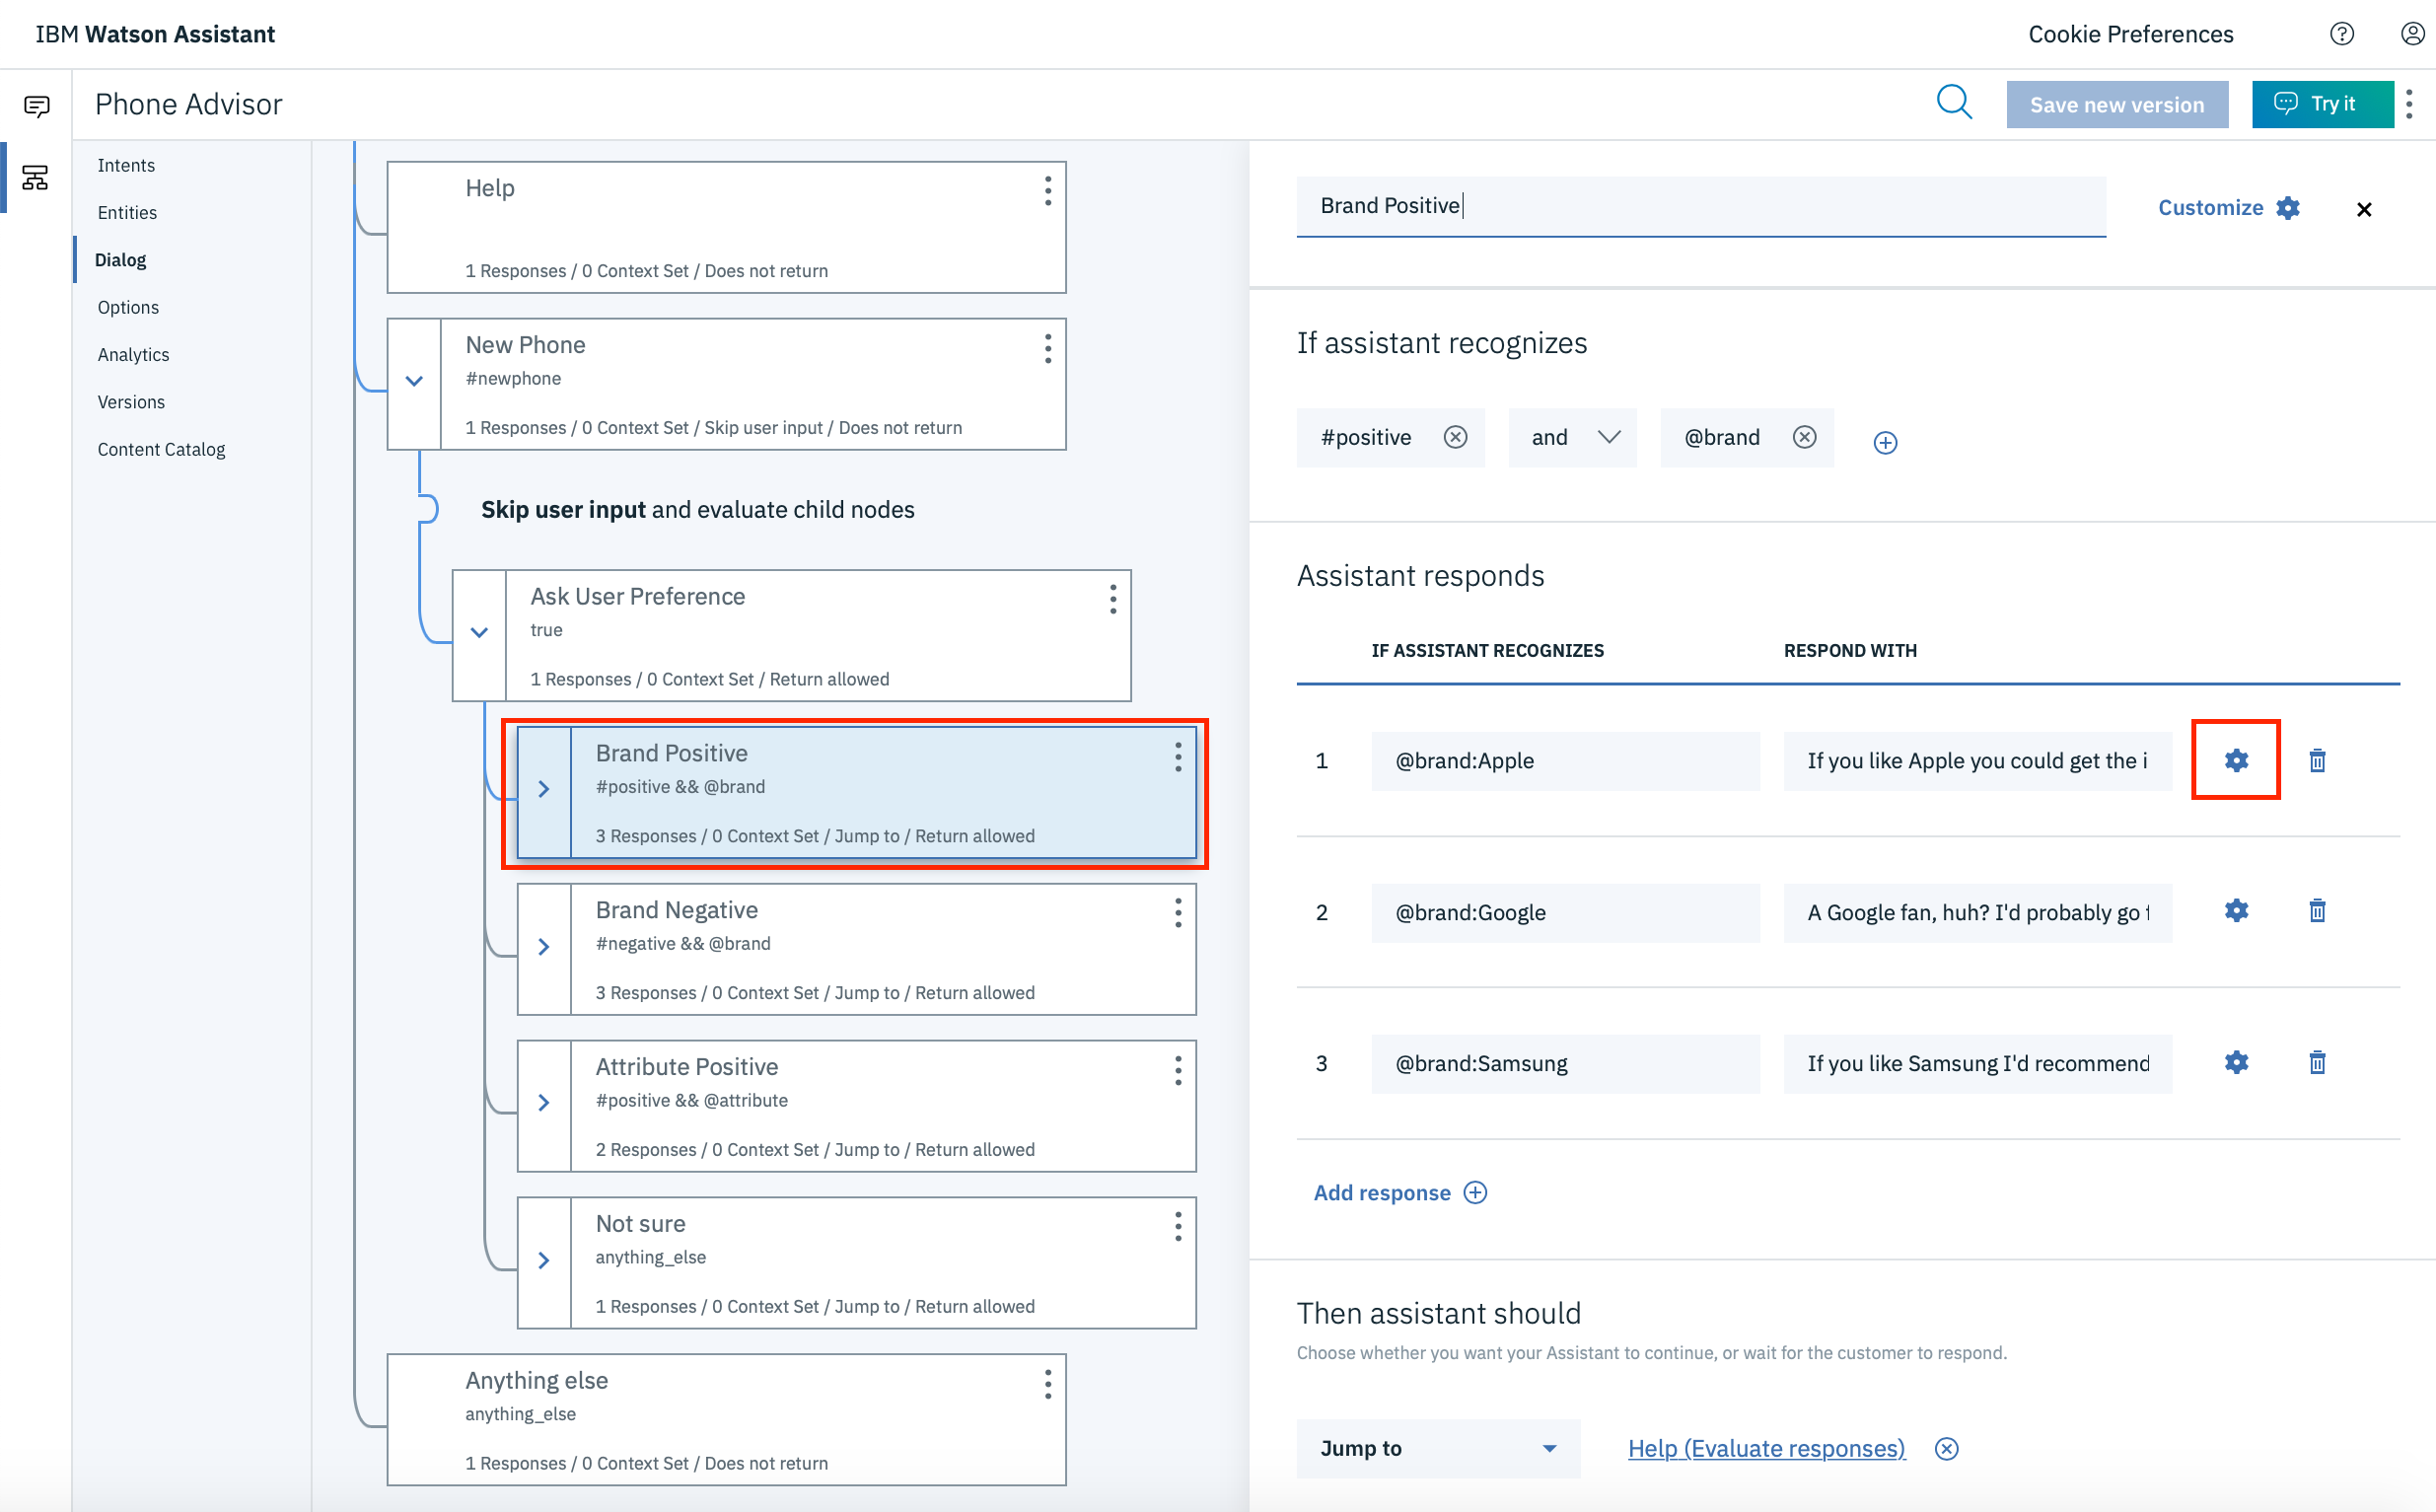 IBM Watson Assistant
Cookie Preferences
Phone Advisor
Save new version
Try it
Intents
Entities
Dialog
Options
Analytics
Versions
Content Catalog
Help
1 Responses / 0 Context Set / Does not return
New Phone
#newphone
1 Responses / 0 Context Set / Skip user input / Does not return
Skip user input and evaluate child nodes
Ask User Preference
true
1 Responses / 0 Context Set / Return allowed
Brand Positive
#positive && @brand
3 Responses / 0 Context Set / Jump to / Return allowed
Brand Negative
#negative && @brand
3 Responses / 0 Context Set / Jump to / Return allowed
Attribute Positive
#positive && @attribute
2 Responses / 0 Context Set / Jump to / Return allowed
Not sure
anything_else
1 Responses / 0 Context Set / Jump to / Return allowed
Anything else
anything_else
1 Responses / 0 Context Set / Does not return
Brand Positive
Customize
If assistant recognizes
#positive and @brand
Assistant responds
IF ASSISTANT RECOGNIZES RESPOND WITH
1 @brand:Apple If you like Apple you could get the i
2 @brand:Google A Google fan, huh? I'd probably go
3 @brand:Samsung If you like Samsung I'd recommend
Add response
Then assistant should
Choose whether you want your Assistant to continue, or wait for the customer to respond.
Jump to Help (Evaluate responses)